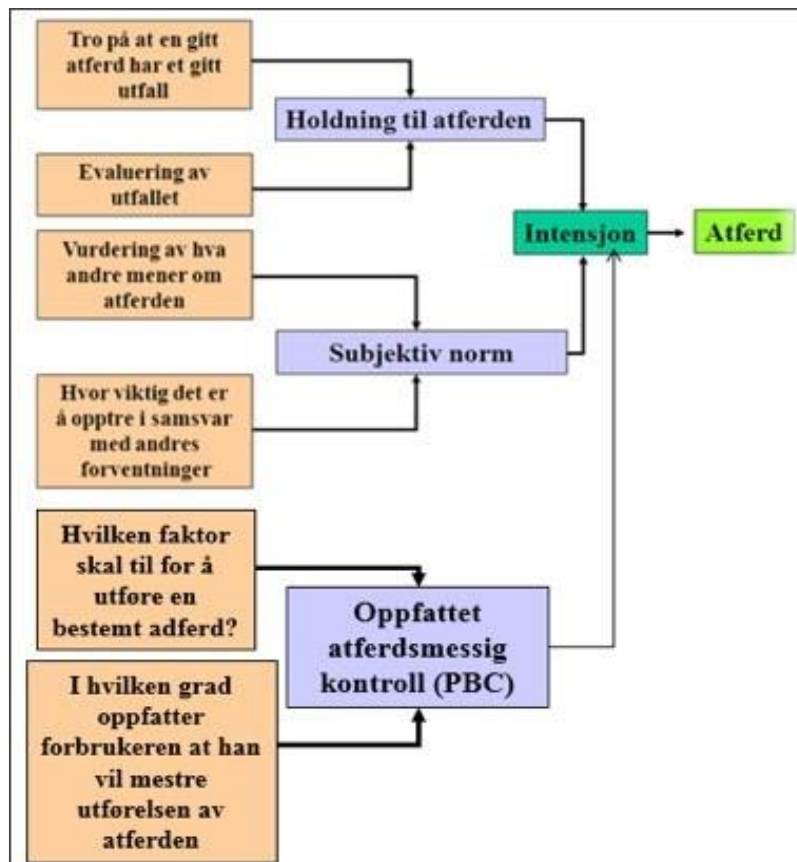 Tro på at en gitt
atferd har et gitt
utfall
Holdning til atferden
Evaluering av
utfallet
Intensjon
Atferd
Vurdering av hva
andre mener om
atferden
Subjektiv norm
Hvor viktig det er
å opptre i samsvar
med andres
forventninger
Hvilken faktor
skal til for å
utføre en
bestemt adferd?
Oppfattet
atferdsmessig
kontroll (PBC)
I hvilken grad
oppfatter
forbrukeren at han
vil mestre
utførelsen av
atferden